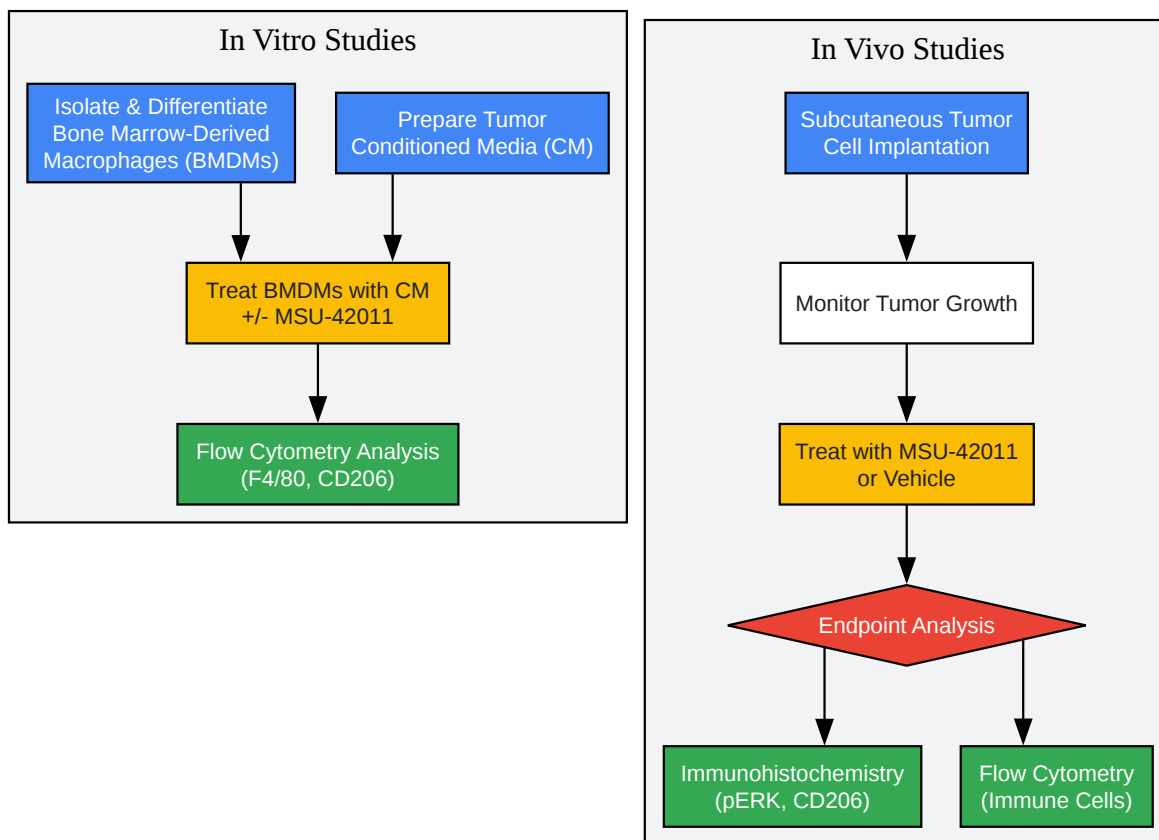 In Vitro Studies
Isolate & Differentiate
Bone Marrow-Derived
Macrophages (BMDMs)
Prepare Tumor
Conditioned Media (CM)
Treat BMDMs with CM
+/- MSU-42011
Flow Cytometry Analysis
(F4/80, CD206)
In Vivo Studies
Subcutaneous Tumor
Cell Implantation
Monitor Tumor Growth
Treat with MSU-42011
or Vehicle
Endpoint Analysis
Immunohistochemistry
(pERK, CD206)
Flow Cytometry
(Immune Cells)